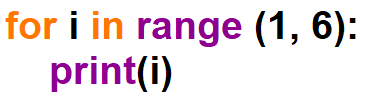 for i in range (1, 6):
    print(i)